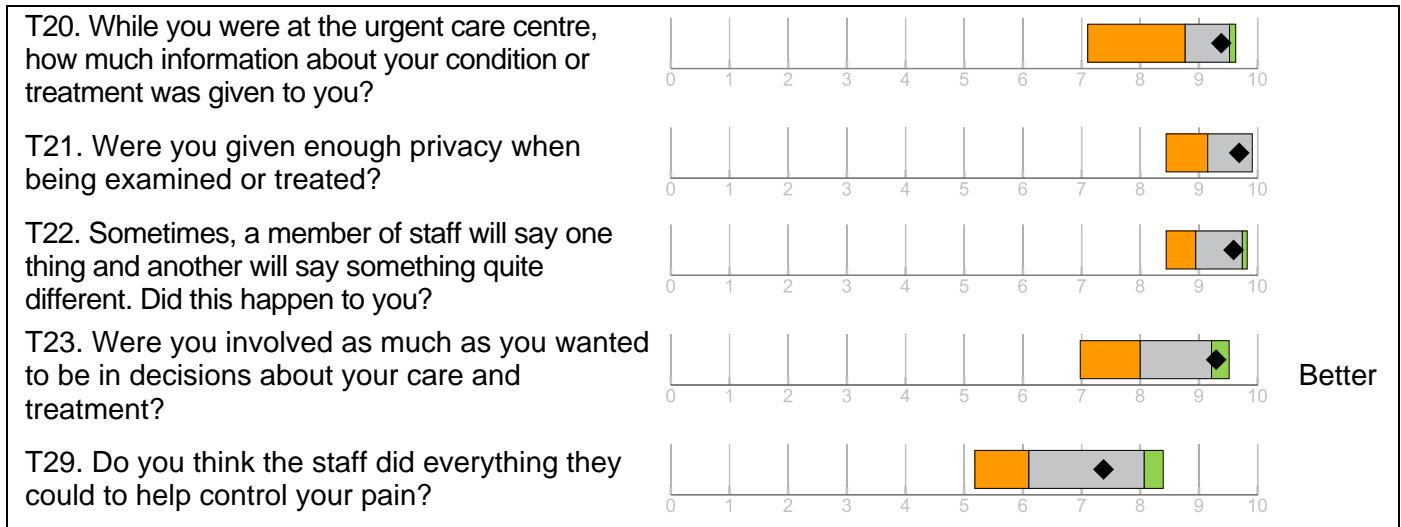 T20. While you were at the urgent care centre,
how much information about your condition or
treatment was given to you?
0 1 2 3 4 5 6 7 8 9 10
T21. Were you given enough privacy when
being examined or treated?
0 1 2 3 4 5 6 7 8 9 10
T22. Sometimes, a member of staff will say one
thing and another will say something quite
different. Did this happen to you?
0 1 2 3 4 5 6 7 8 9 10
T23. Were you involved as much as you wanted
to be in decisions about your care and
treatment?
0 1 2 3 4 5 6 7 8 9 10
Better
T29. Do you think the staff did everything they
could to help control your pain?
0 1 2 3 4 5 6 7 8 9 10